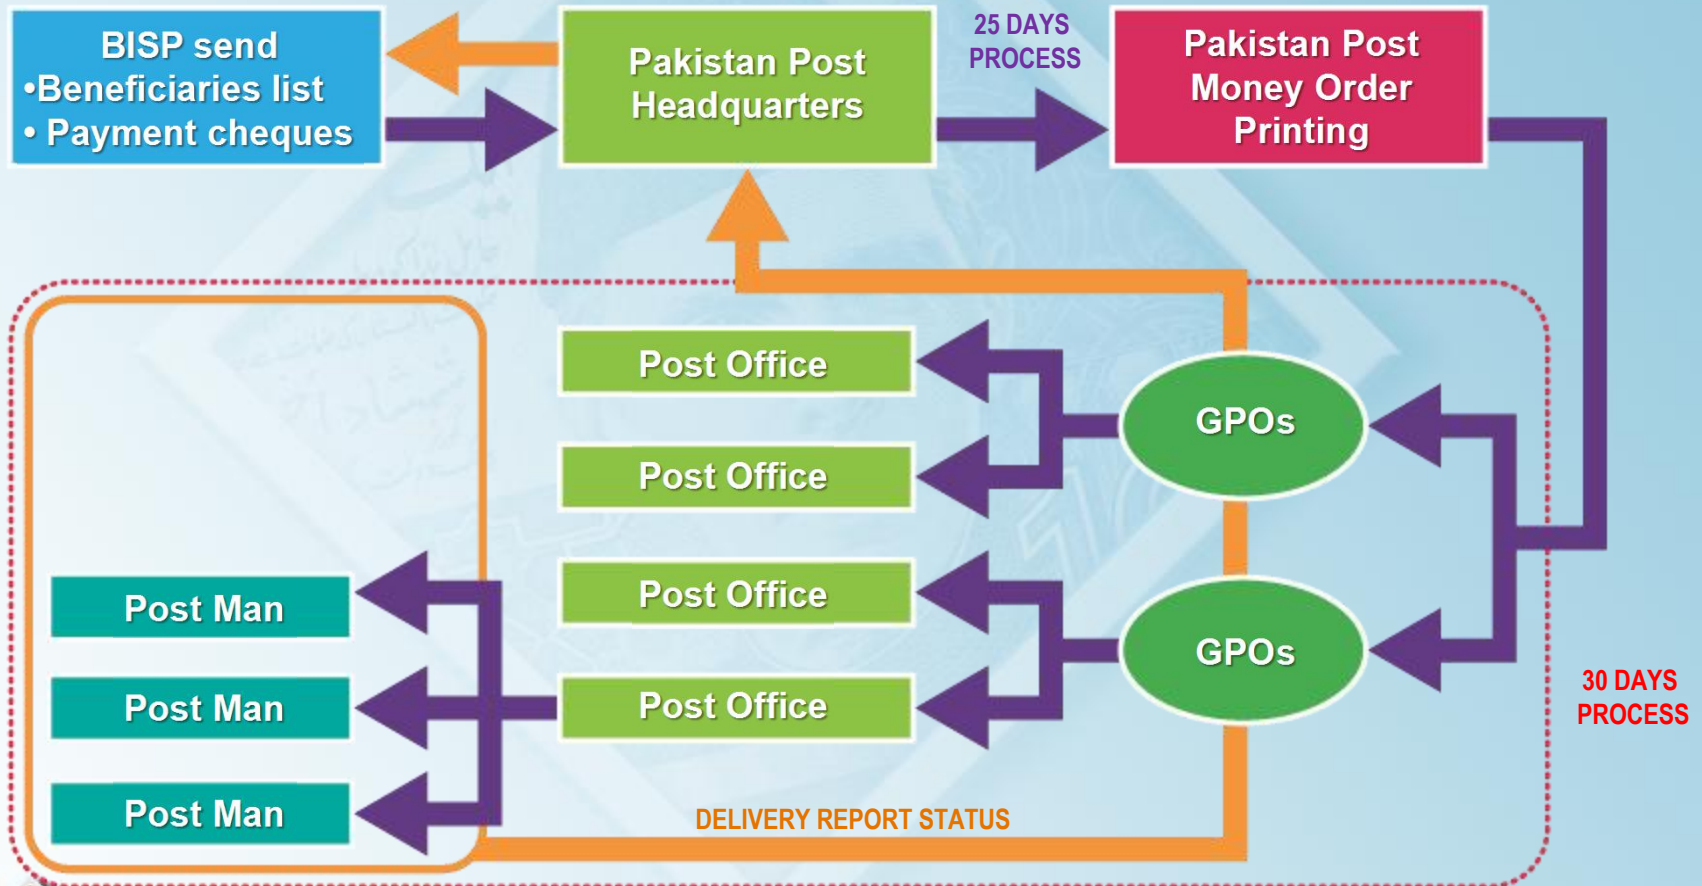 BISP send
•Beneficiaries list
• Payment cheques
Pakistan Post
Headquarters
25 DAYS
PROCESS
Pakistan Post
Money Order
Printing
Post Office
GPOs
Post Office
Post Office
Post Man
GPOs
Post Office
Post Man
30 DAYS
PROCESS
Post Man
DELIVERY REPORT STATUS